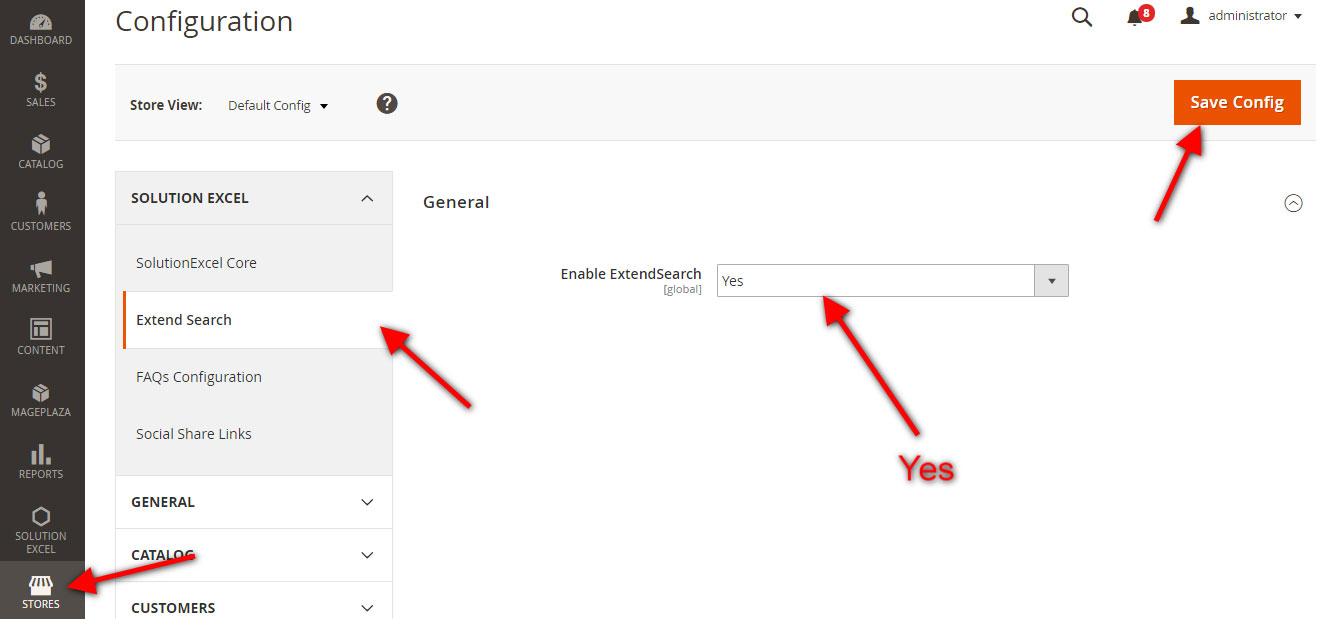 Configuration
8
administrator
DASHBOARD
SALES
CATALOG
CUSTOMERS
MARKETING
CONTENT
MAGEPLAZA
REPORTS
SOLUTION
EXCEL
STORES
Store View:
Default Config
?
Save Config
SOLUTION EXCEL
SolutionExcel Core
Extend Search
FAQs Configuration
Social Share Links
GENERAL
CATALOG
CUSTOMERS
General
Enable ExtendSearch
[global]
Yes
Yes